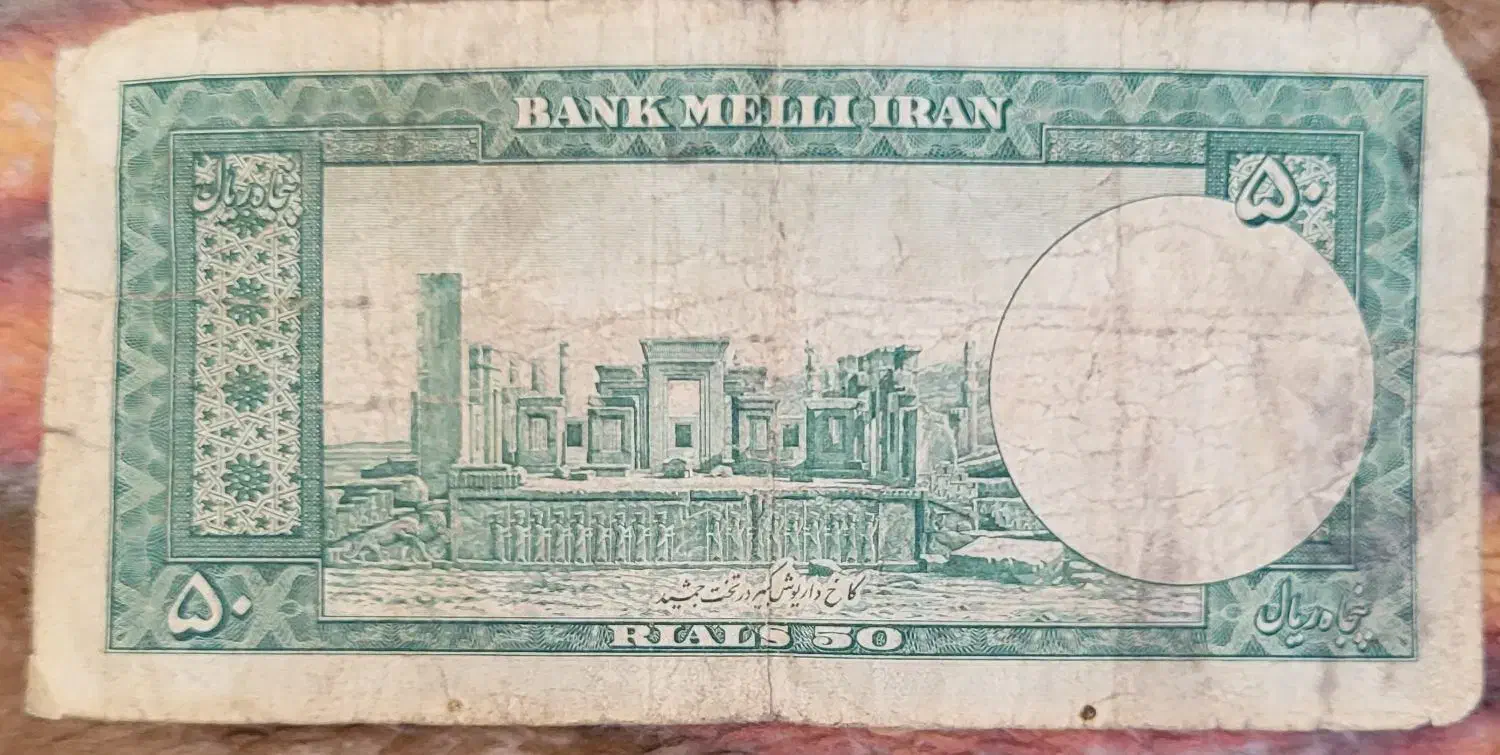 BANK MELLI IRAN
پنجاه ریال
۵۰
کاخ داریوش کبیر در تخت جمشید
۵۰
RIALS 50
پنجاه ریال